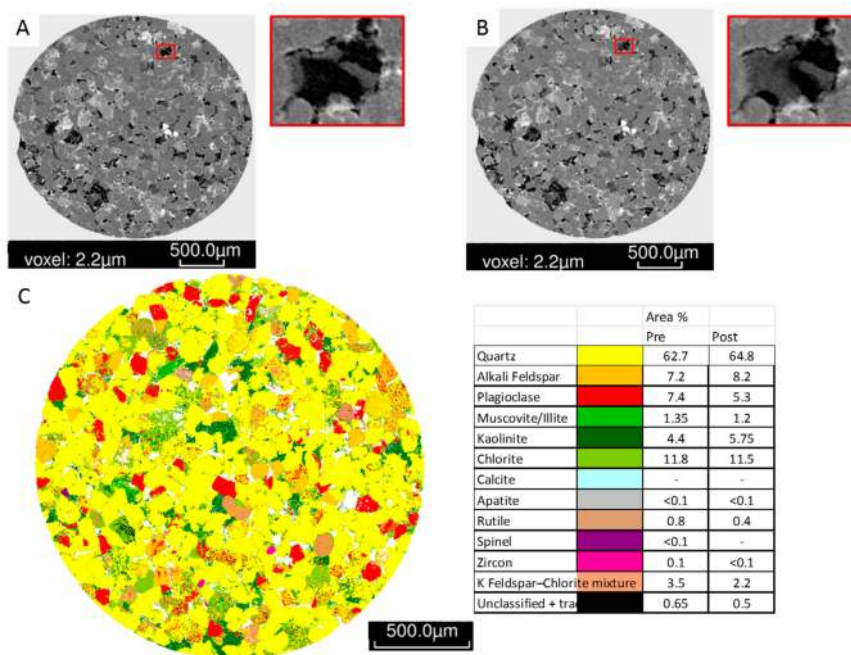 A
B
voxel: 2.2µm 500.0µm
voxel: 2.2µm 500.0µm
C
500.0µm
Area %
Pre Post
Quartz 62.7 64.8
Alkali Feldspar 7.2 8.2
Plagioclase 7.4 5.3
Muscovite/Illite 1.35 1.2
Kaolinite 4.4 5.75
Chlorite 11.8 11.5
Calcite - -
Apatite <0.1 <0.1
Rutile 0.8 0.4
Spinel <0.1 -
Zircon 0.1 <0.1
K Feldspar–Chlorite mixture 3.5 2.2
Unclassified + tra 0.65 0.5